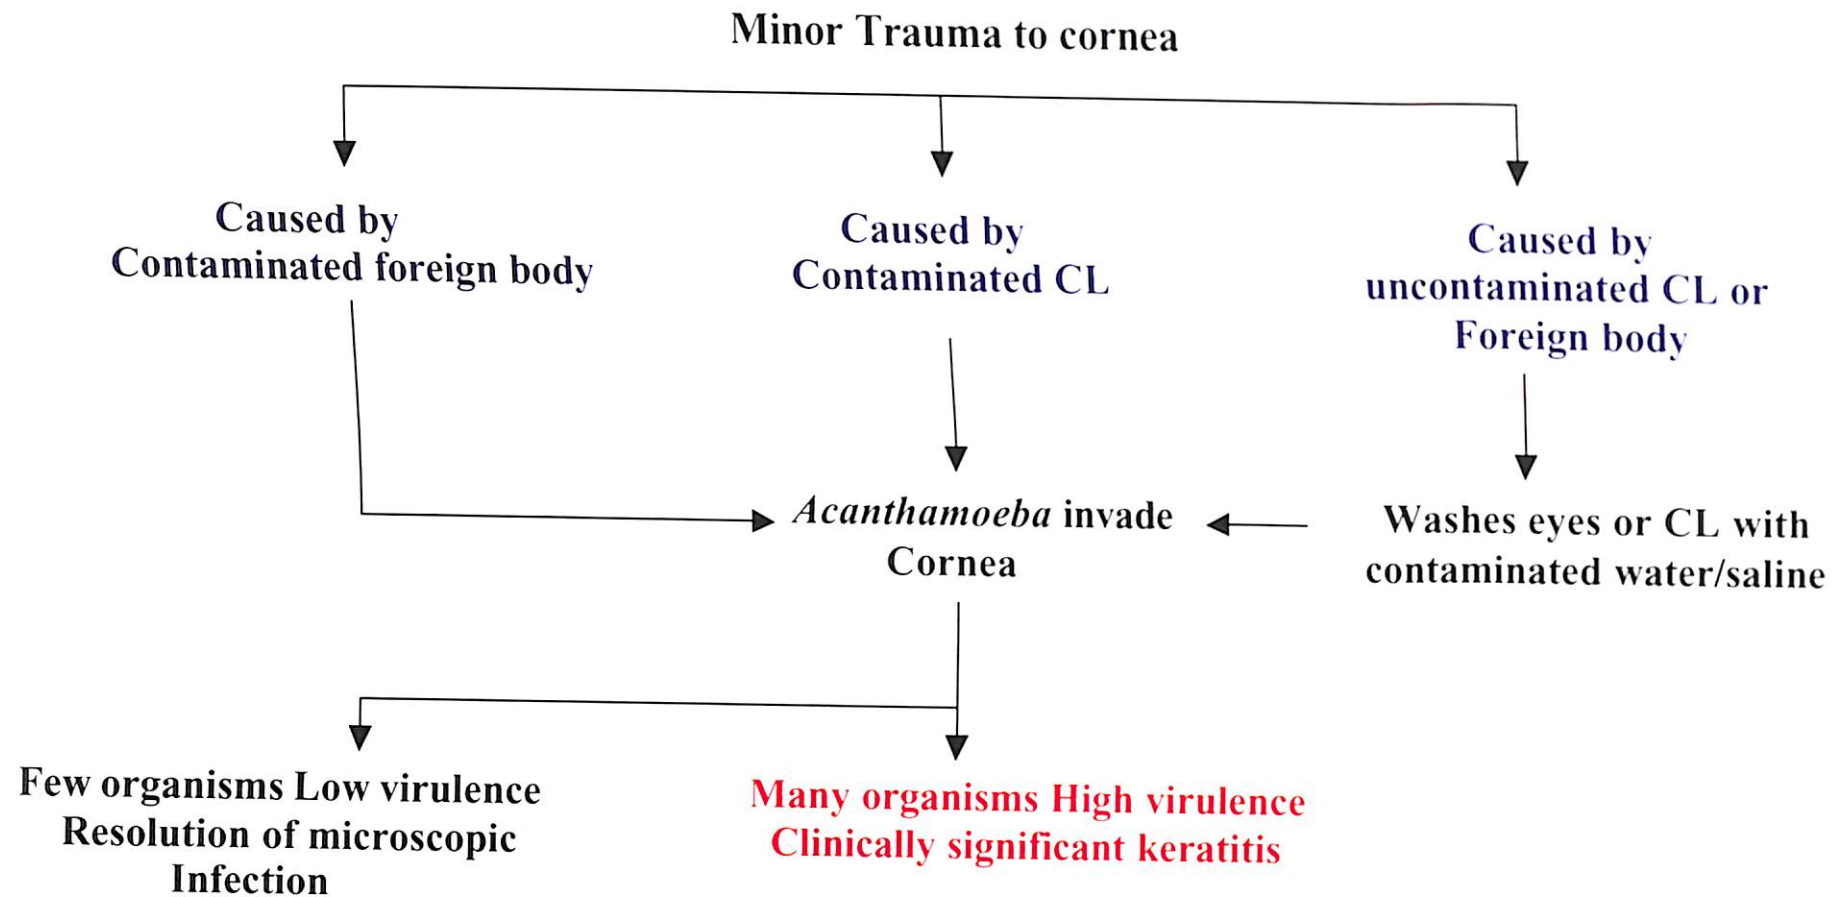 Minor Trauma to cornea
Caused by
Contaminated foreign body
Caused by
Contaminated CL
Caused by
uncontaminated CL or
Foreign body
Acanthamoeba invade
Cornea
Washes eyes or CL with
contaminated water/saline
Few organisms Low virulence
Resolution of microscopic
Infection
Many organisms High virulence
Clinically significant keratitis